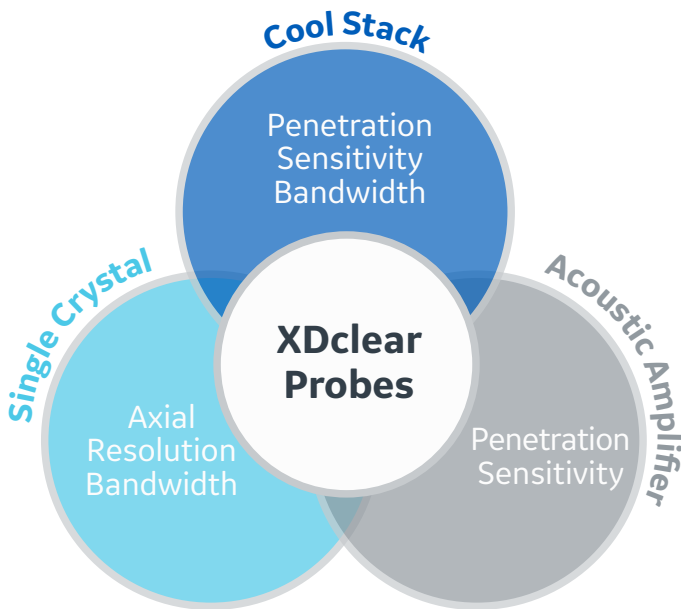 Cool Stack
Penetration
Sensitivity
Bandwidth
Single Crystal
Axial
Resolution
Bandwidth
XDclear
Probes
Acoustic Amplifier
Penetration
Sensitivity